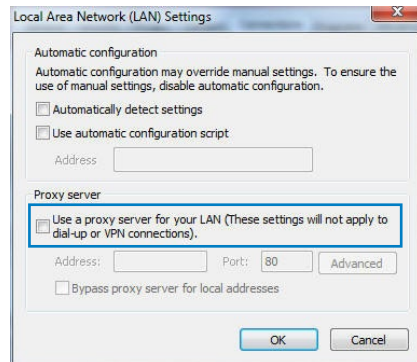 Local Area Network (LAN) Settings
Automatic configuration
Automatic configuration may override manual settings. To ensure the
use of manual settings, disable automatic configuration.
Automatically detect settings
Use automatic configuration script
Address
Proxy server
Use a proxy server for your LAN (These settings will not apply to
dial-up or VPN connections).
Address: Port: 80 Advanced
Bypass proxy server for local addresses
OK Cancel